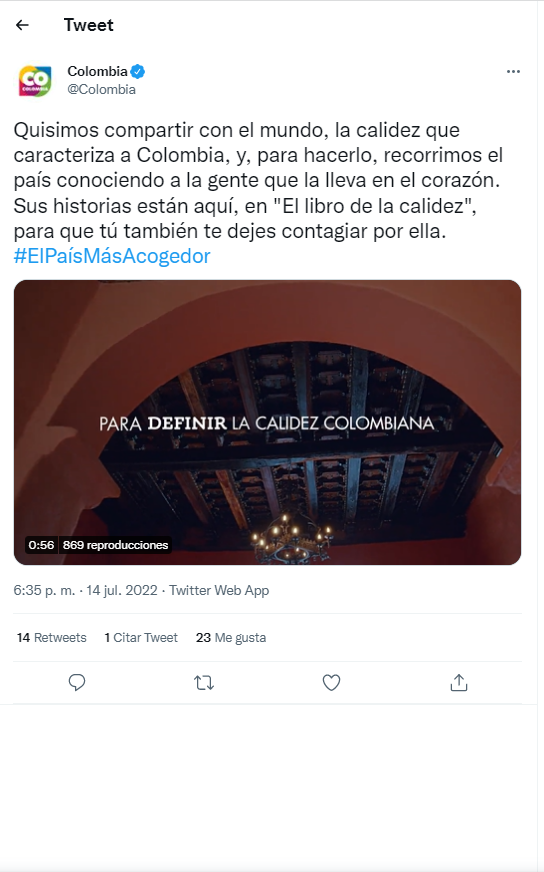 Tweet
CO
COLOMBIA
Colombia
@Colombia
Quisimos compartir con el mundo, la calidez que
caracteriza a Colombia, y, para hacerlo, recorrimos el
país conociendo a la gente que la lleva en el corazón.
Sus historias están aquí, en "El libro de la calidez",
para que tú también te dejes contagiar por ella.
#ElPaísMásAcogedor
PARA DEFINIR LA CALIDEZ COLOMBIANA
0:56 869 reproducciones
6:35 p. m. · 14 jul. 2022 · Twitter Web App
14 Retweets 1 Citar Tweet 23 Me gusta